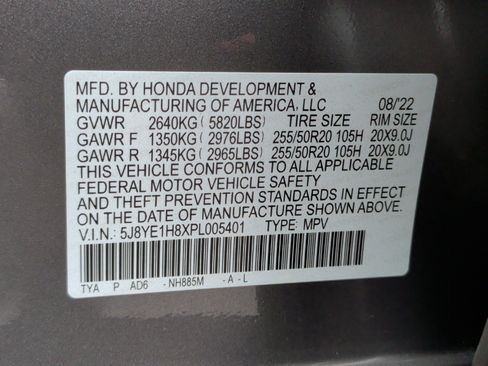 MFD. BY HONDA DEVELOPMENT &
MANUFACTURING OF AMERICA, LLC 08/'22
GVWR 2640KG (5820LBS) TIRE SIZE RIM SIZE
GAWR F 1350KG (2976LBS) 255/50R20 105H 20X9.0J
GAWR R 1345KG (2965LBS) 255/50R20 105H 20X9.0J
THIS VEHICLE CONFORMS TO ALL APPLICABLE
FEDERAL MOTOR VEHICLE SAFETY
AND THEFT PREVENTION STANDARDS IN EFFECT
ON THE DATE OF MANUFACTURE SHOWN ABOVE.
V.I.N.: 5J8YE1H8XPL005401 TYPE: MPV
TYA P AD6 -NH885M -A-L